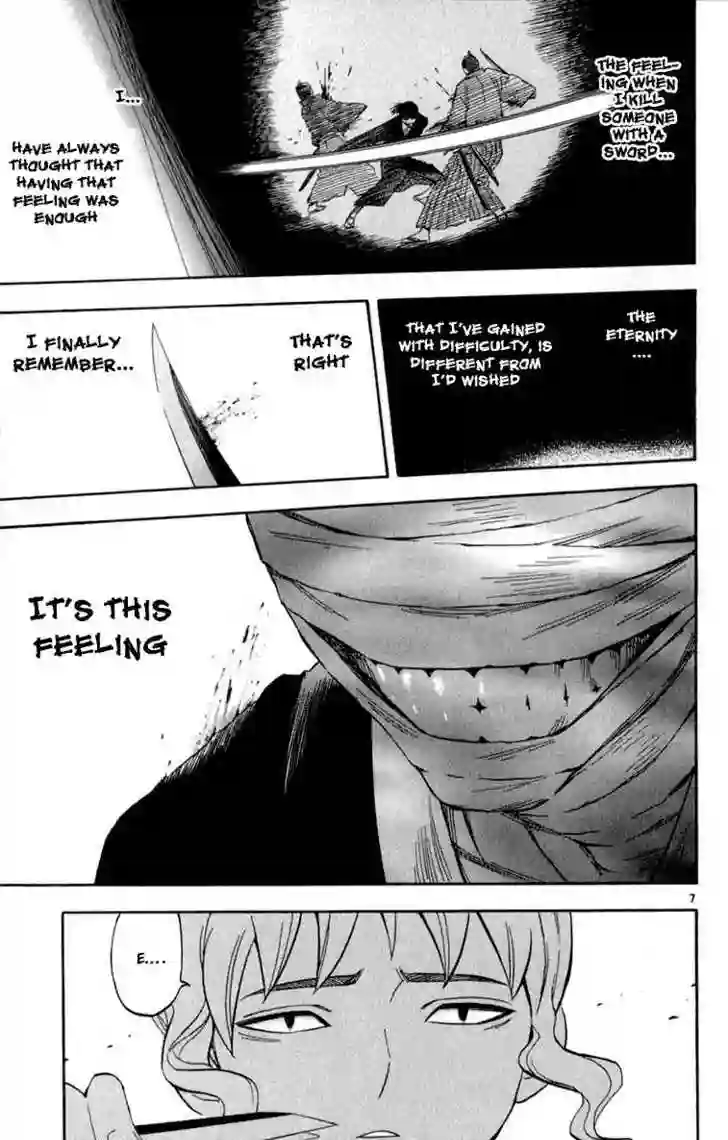 THE FEEL-
ING WHEN
I KILL
SOMEONE
WITH A
SWORD...
I...
HAVE ALWAYS
THOUGHT THAT
HAVING THAT
FEELING WAS
ENOUGH
THE
ETERNITY
....
THAT I'VE GAINED
WITH DIFFICULTY, IS
DIFFERENT FROM
I'D WISHED
THAT'S
RIGHT
I FINALLY
REMEMBER...
IT'S THIS
FEELING
7
E....